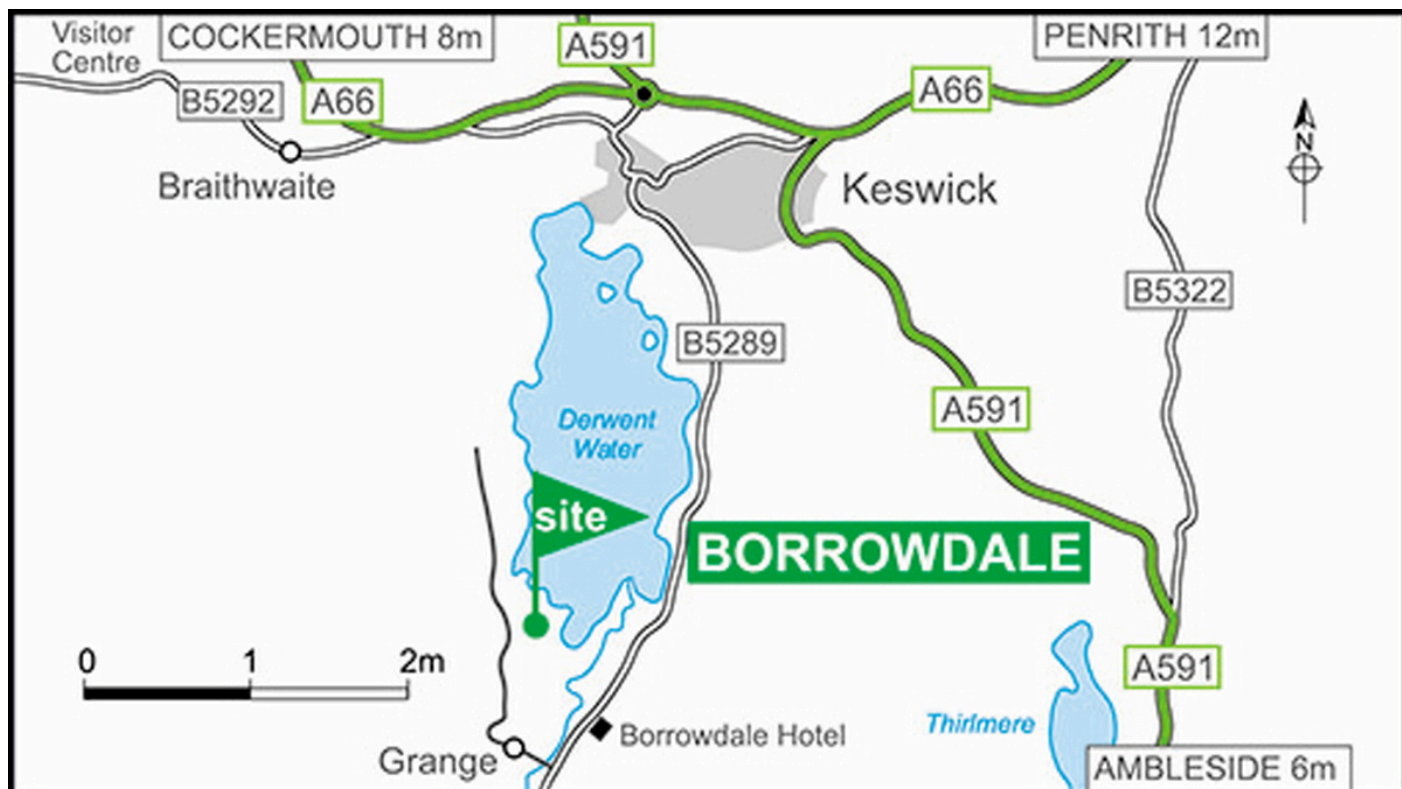 Visitor
Centre
COCKERMOUTH 8m
A591
PENRITH 12m
B5292
A66
A66
N
Braithwaite
Keswick
B5322
B5289
A591
Derwent
Water
site
BORROWDALE
0 1 2m
A591
Thirlmere
Borrowdale Hotel
Grange
AMBLESIDE 6m